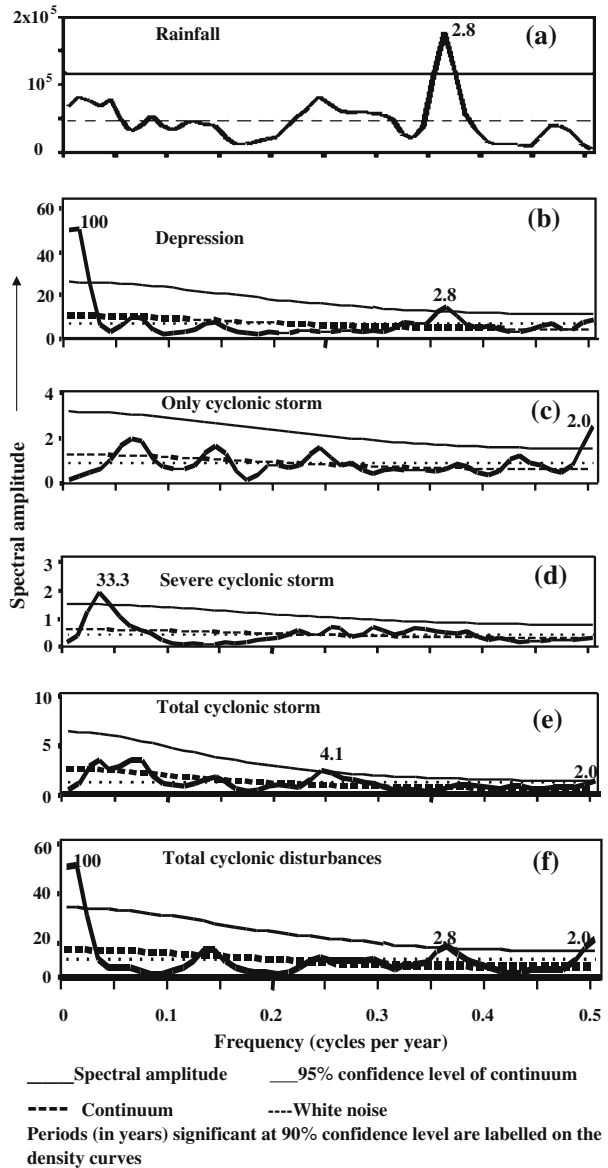 2x10^5
Rainfall
2.8
(a)
10^5
0
60
100
(b)
Depression
40
2.8
20
0
4
Only cyclonic storm
(c)
2.0
2
0
3
33.3
Severe cyclonic storm
(d)
2
1
0
10
Total cyclonic storm
(e)
5
4.1
2.0
0
60
100
Total cyclonic disturbances
(f)
40
2.8
2.0
20
0
Spectral amplitude
0 0.1 0.2 0.3 0.4 0.5
Frequency (cycles per year)
Spectral amplitude 95% confidence level of continuum
Continuum White noise
Periods (in years) significant at 90% confidence level are labelled on the
density curves